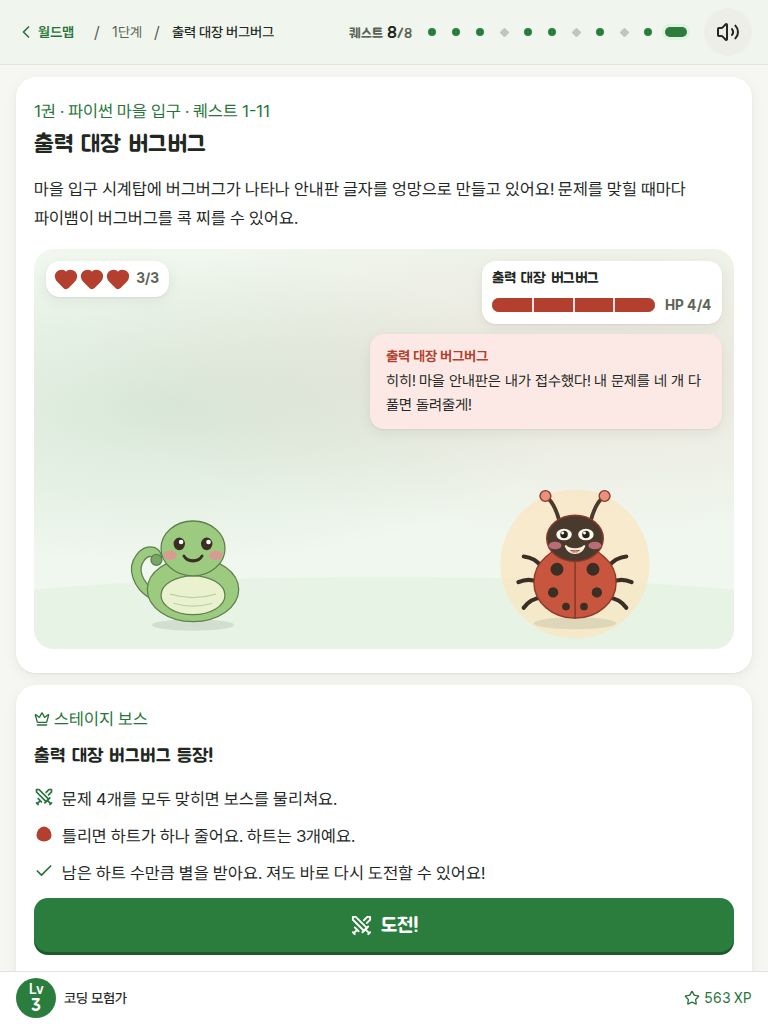 월드맵 / 1단계 / 출력 대장 버그버그
퀘스트 8/8
1권 · 파이썬 마을 입구 · 퀘스트 1-11
출력 대장 버그버그
마을 입구 시계탑에 버그버그가 나타나 안내판 글자를 엉망으로 만들고 있어요! 문제를 맞힐 때마다
파이뱀이 버그버그를 콕 찌를 수 있어요.
3/3
출력 대장 버그버그
HP 4/4
출력 대장 버그버그
히히! 마을 안내판은 내가 접수했다! 내 문제를 네 개 다
풀면 돌려줄게!
스테이지 보스
출력 대장 버그버그 등장!
문제 4개를 모두 맞히면 보스를 물리쳐요.
틀리면 하트가 하나 줄어요. 하트는 3개예요.
남은 하트 수만큼 별을 받아요. 져도 바로 다시 도전할 수 있어요!
도전!
Lv
3
코딩 모험가
563 XP